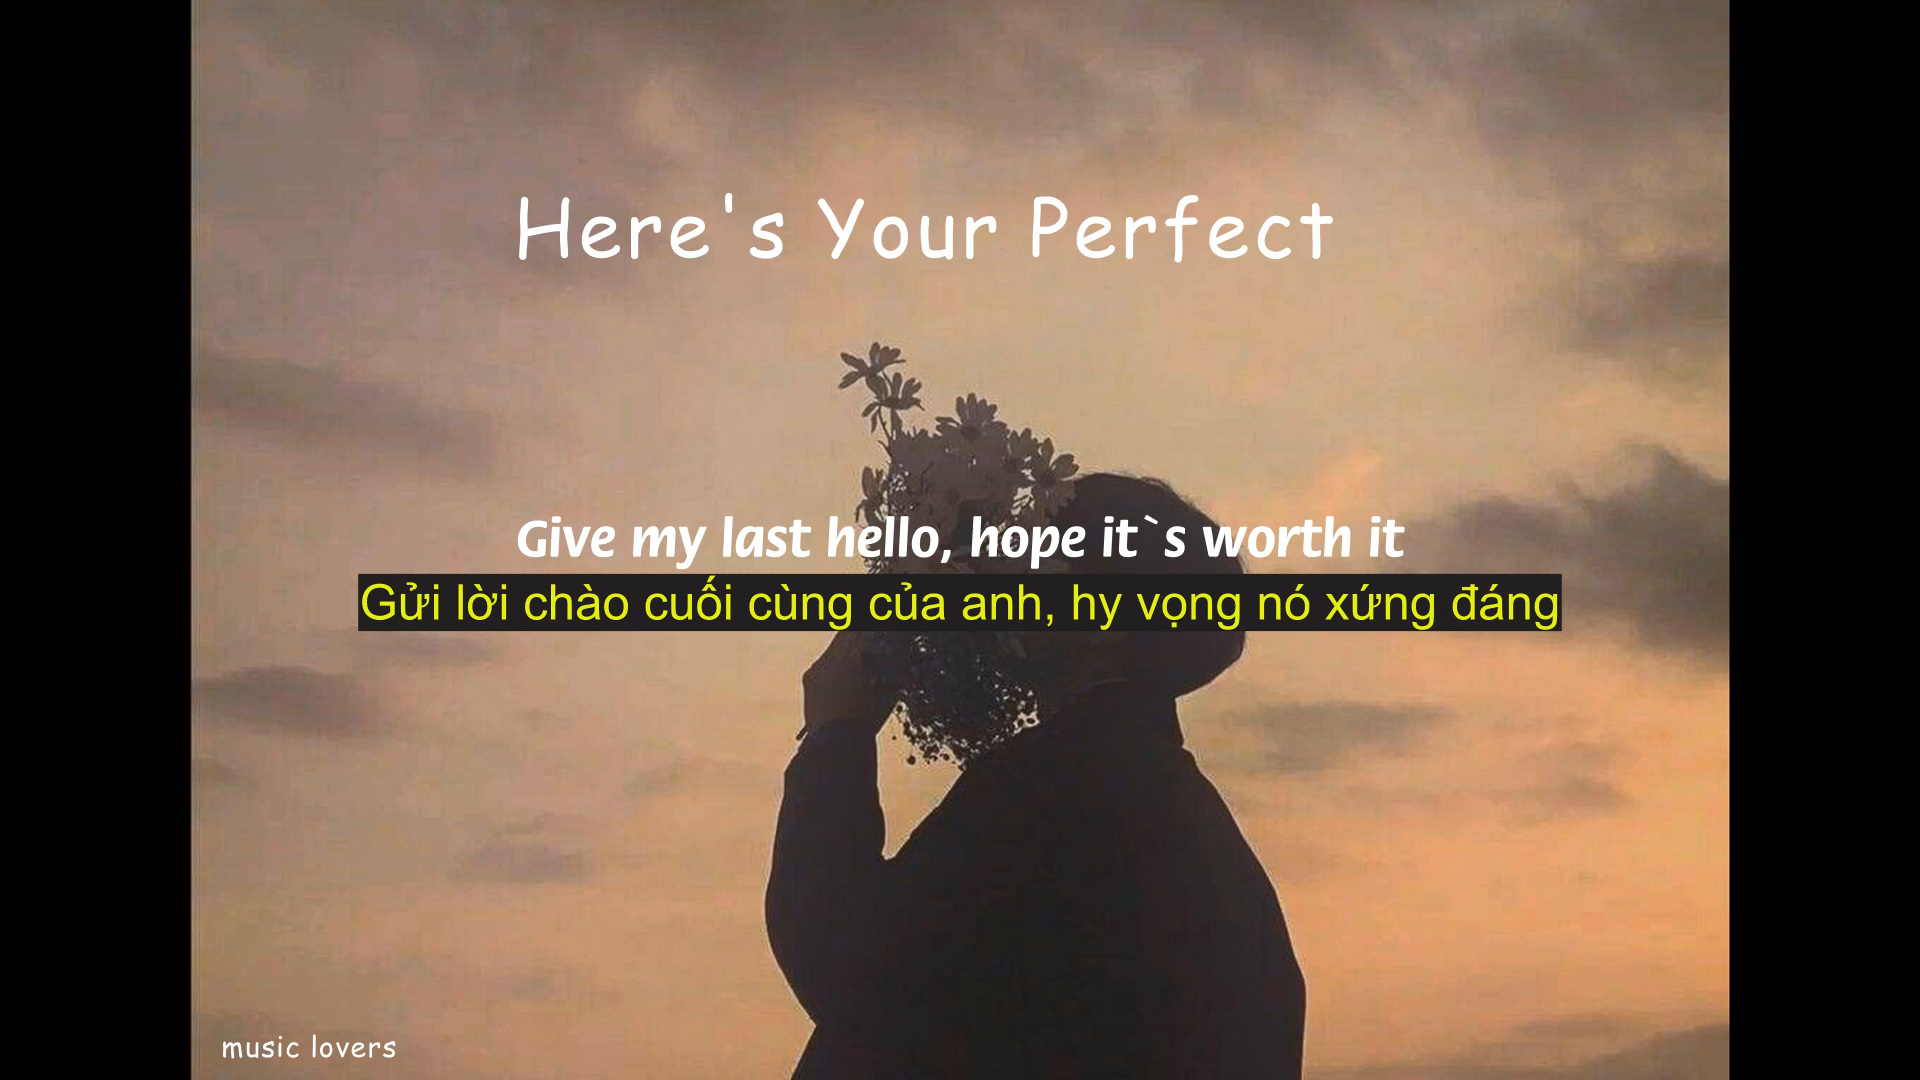 Here's Your Perfect
Give my last hello, hope it`s worth it
Gửi lời chào cuối cùng của anh, hy vọng nó xứng đáng
music lovers